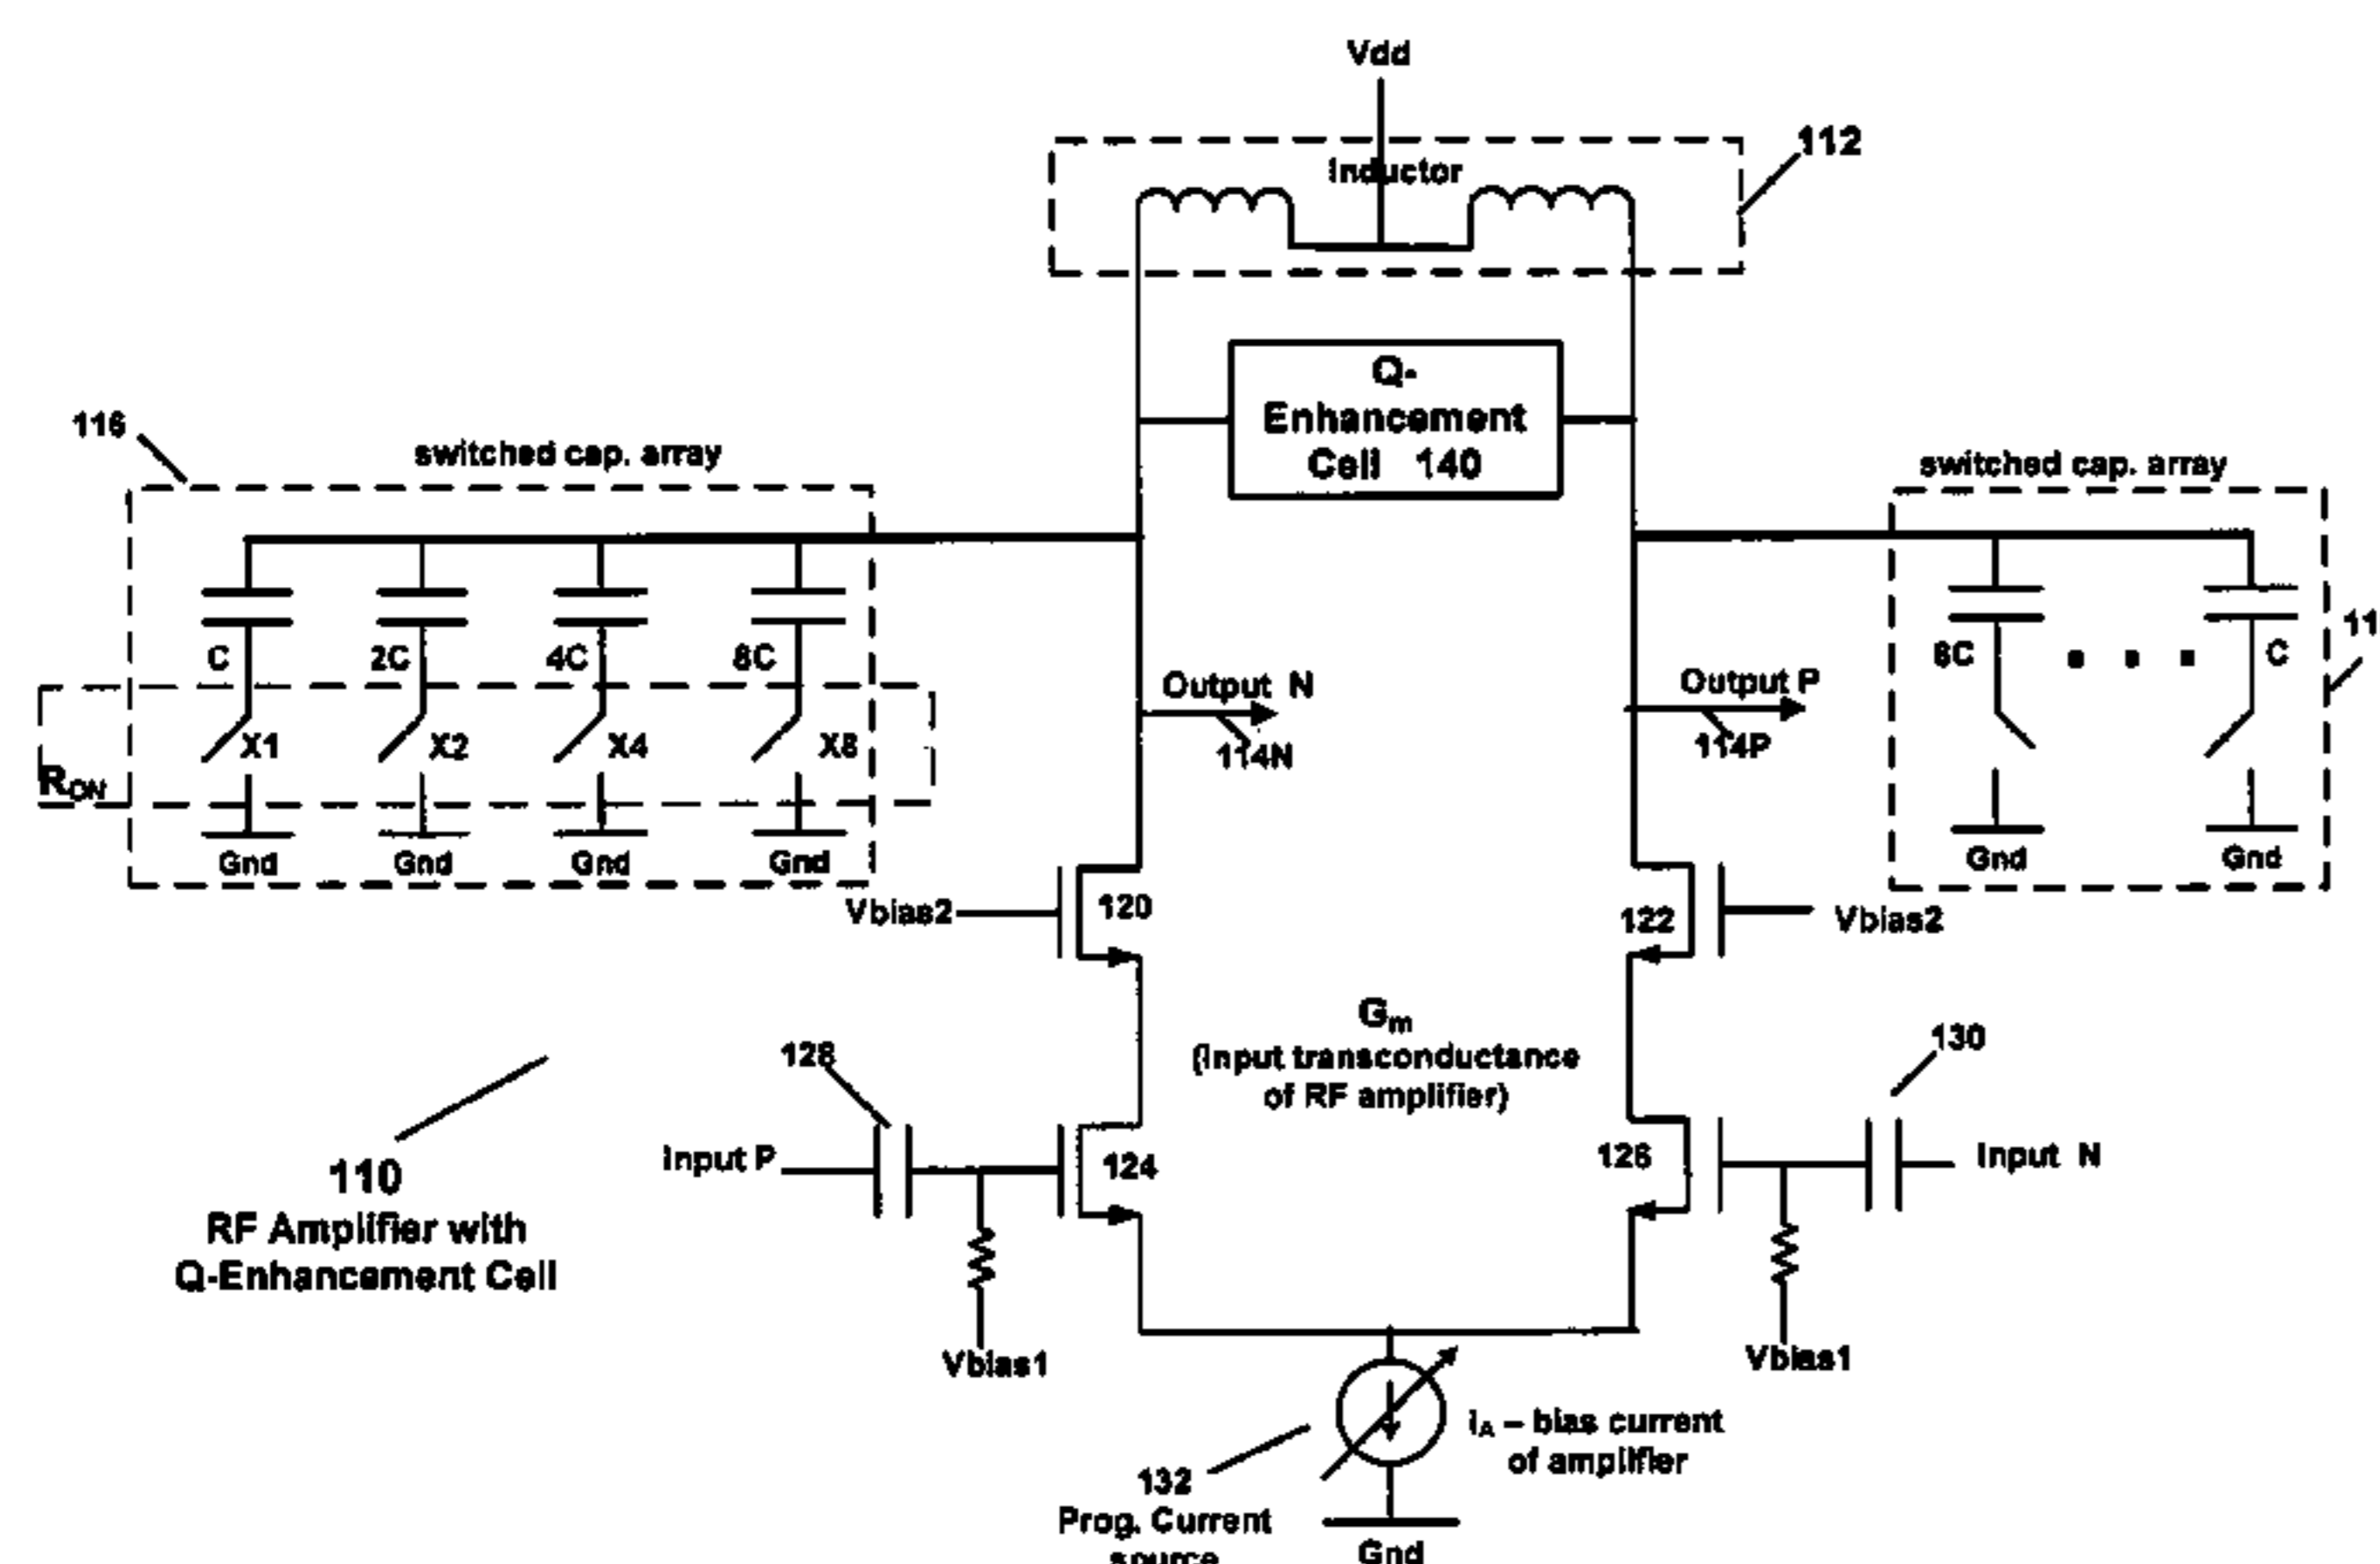 Vdd
112
Inductor
Q-
Enhancement
Cell 140
116
switched cap. array
switched cap. array
C
2C
4C
8C
8C
C
11
Output N
Output P
114N
114P
X1
X2
X4
X8
RON
Gnd
Gnd
Gnd
Gnd
Gnd
Gnd
Vbias2
120
122
Vbias2
Gm
(Input transconductance
of RF amplifier)
128
130
Input P
124
126
Input N
110
RF Amplifier with
Q-Enhancement Cell
Vbias1
Vbias1
IA – bias current
of amplifier
132
Prog. Current
source
Gnd